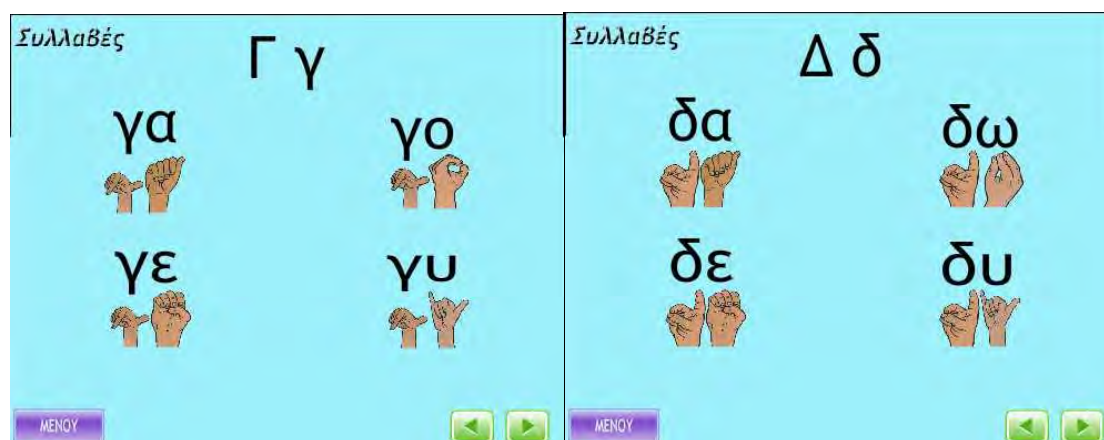 Συλλαβές
Γ γ
γα γο
γε γυ
ΜΕΝΟΥ
Συλλαβές
Δ δ
δα δω
δε δυ
ΜΕΝΟΥ